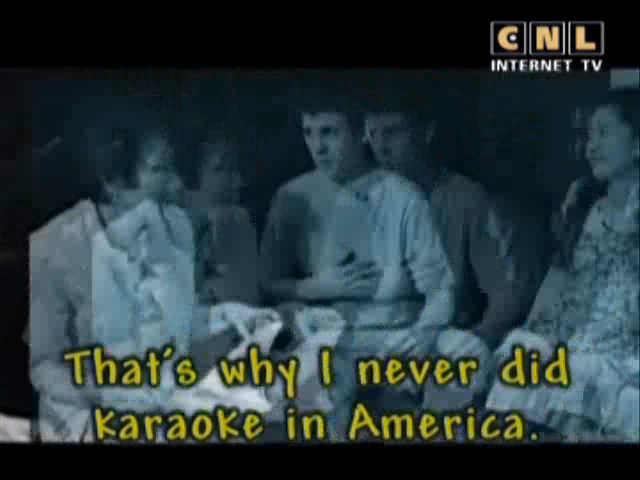 CNL
INTERNET TV
That's why I never did
karaoke in America.